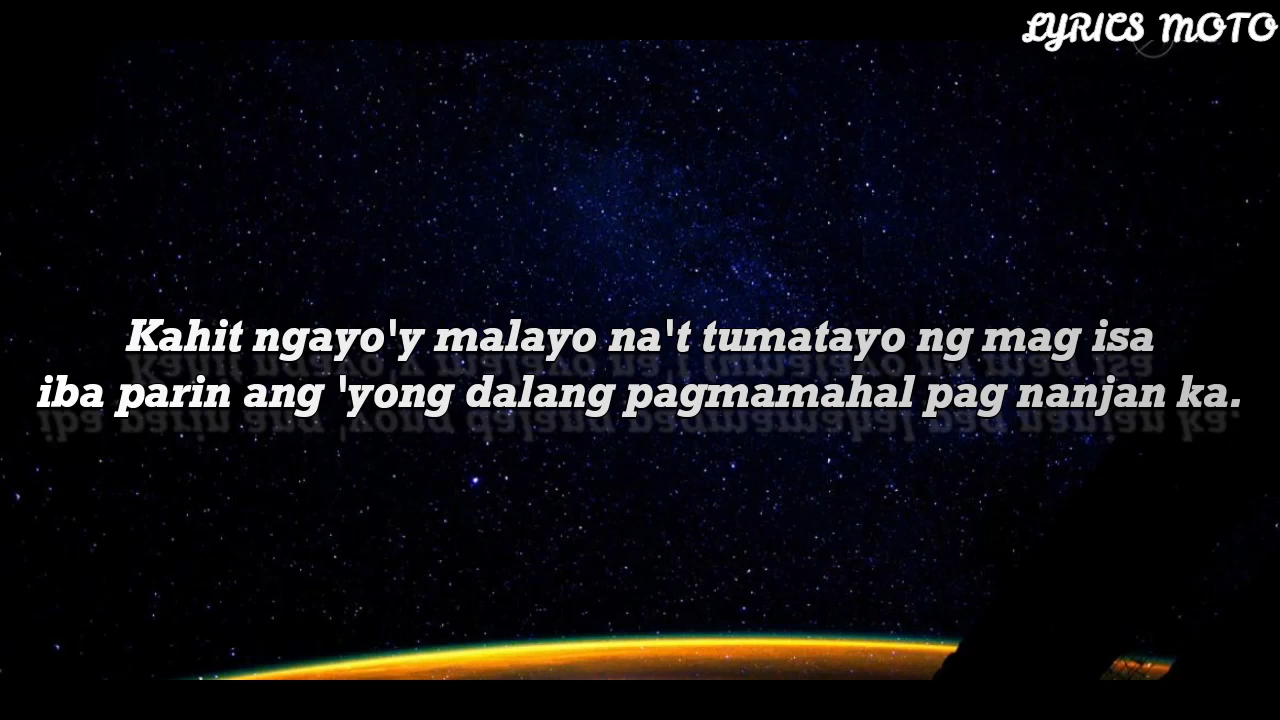 LYRICS MOTO
Kahit ngayo'y malayo na't tumatayo ng mag isa
iba parin ang 'yong dalang pagmamahal pag nanjan ka.